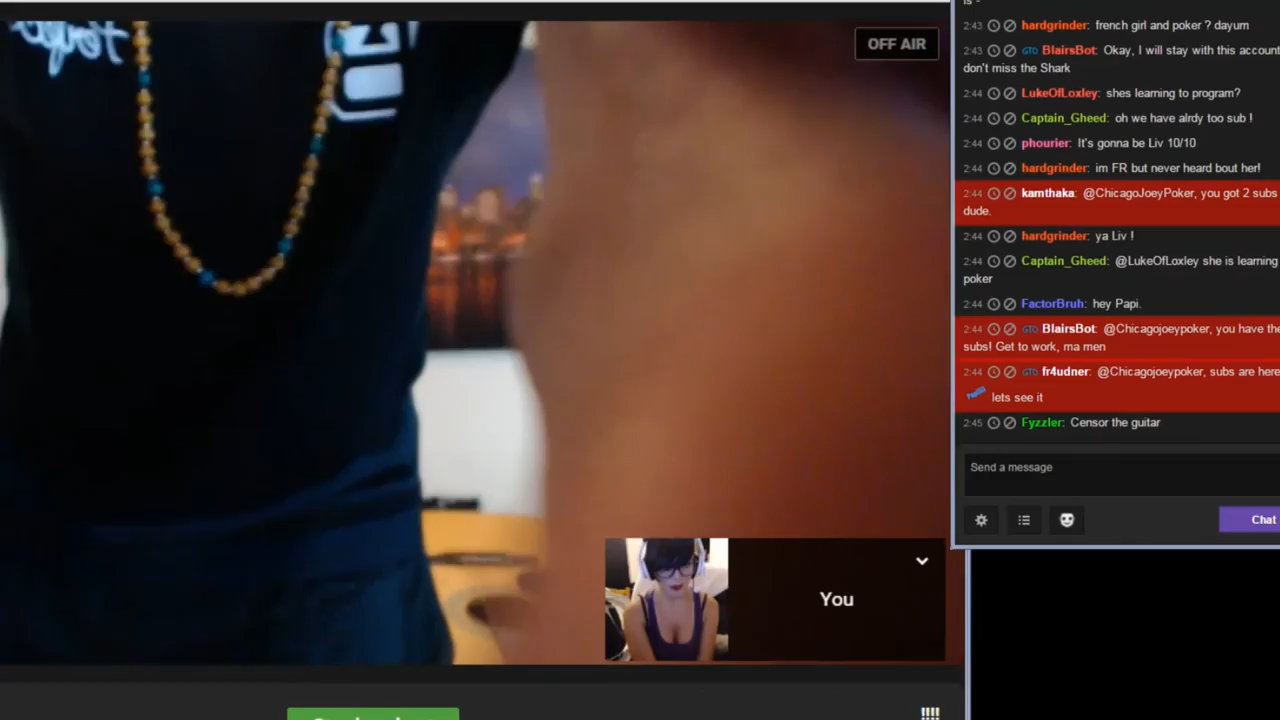 OFF AIR
You
is -
2:43 hardgrinder: french girl and poker ? dayum
2:43 GTO BlairsBot: Okay, I will stay with this account
don't miss the Shark
2:44 LukeOfLoxley: shes learning to program?
2:44 Captain_Gheed: oh we have alrdy too sub !
2:44 phourier: It's gonna be Liv 10/10
2:44 hardgrinder: im FR but never heard bout her!
2:44 kamthaka: @ChicagoJoeyPoker, you got 2 subs
dude.
2:44 hardgrinder: ya Liv !
2:44 Captain_Gheed: @LukeOfLoxley she is learning
poker
2:44 FactorBruh: hey Papi.
2:44 GTO BlairsBot: @Chicagojoeypoker, you have the
subs! Get to work, ma men
2:44 GTO fr4udner: @Chicagojoeypoker, subs are here
lets see it
2:45 Fyzzler: Censor the guitar
Send a message
Chat